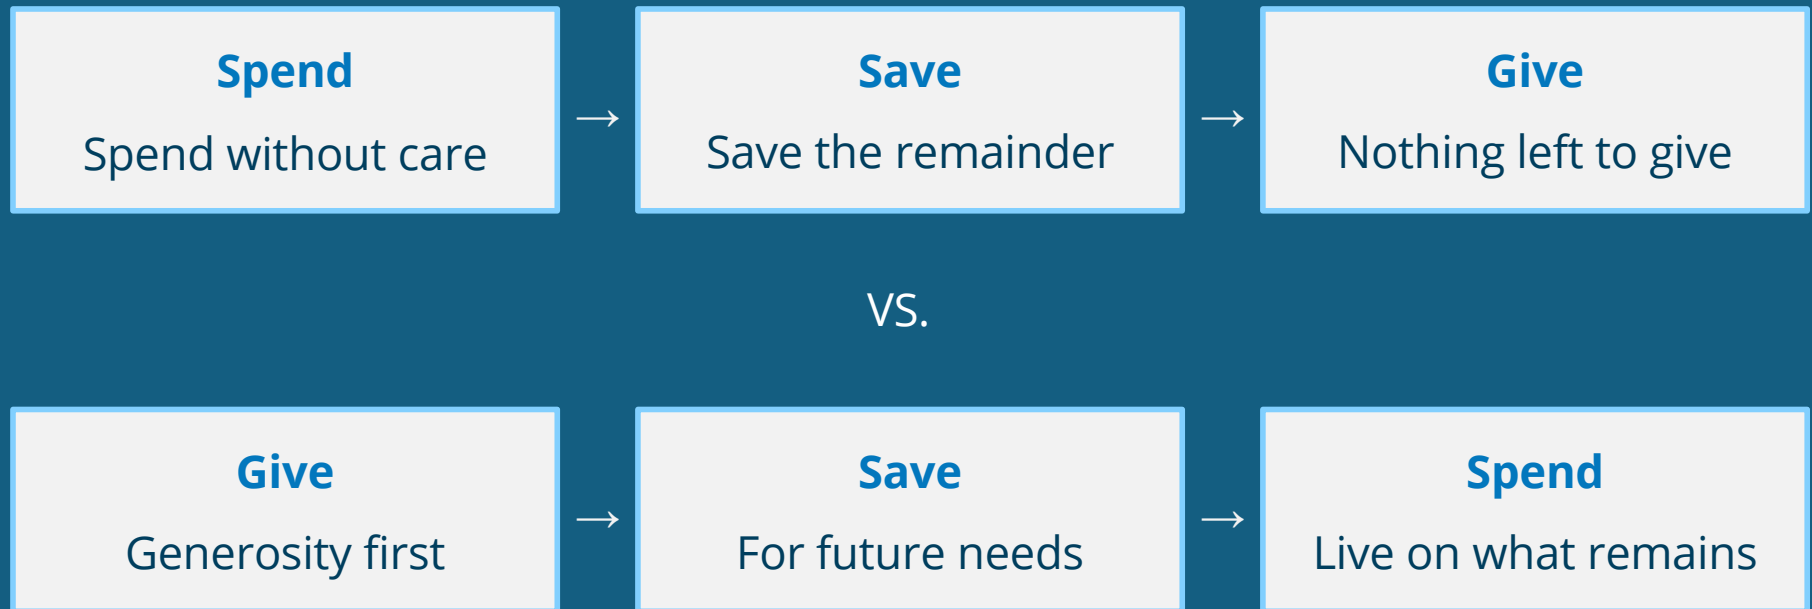 Spend
Spend without care
→
Save
Save the remainder
→
Give
Nothing left to give
VS.
Give
Generosity first
→
Save
For future needs
→
Spend
Live on what remains